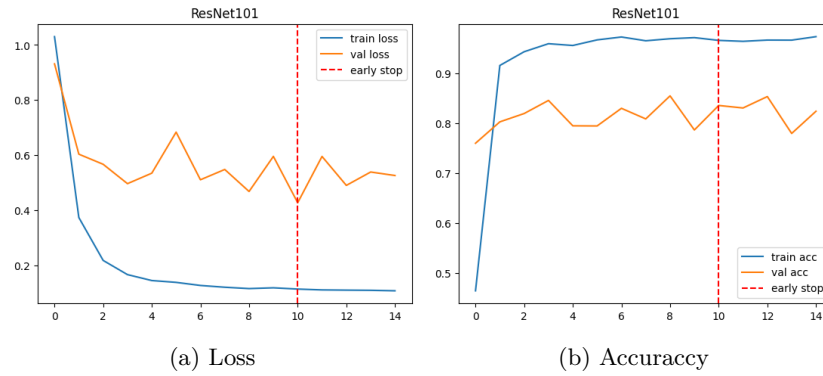 ResNet101
train loss
val loss
early stop
1.0
0.8
0.6
0.4
0.2
0 2 4 6 8 10 12 14
(a) Loss
ResNet101
0.9
0.8
0.7
0.6
0.5
train acc
val acc
early stop
0 2 4 6 8 10 12 14
(b) Accuraccy